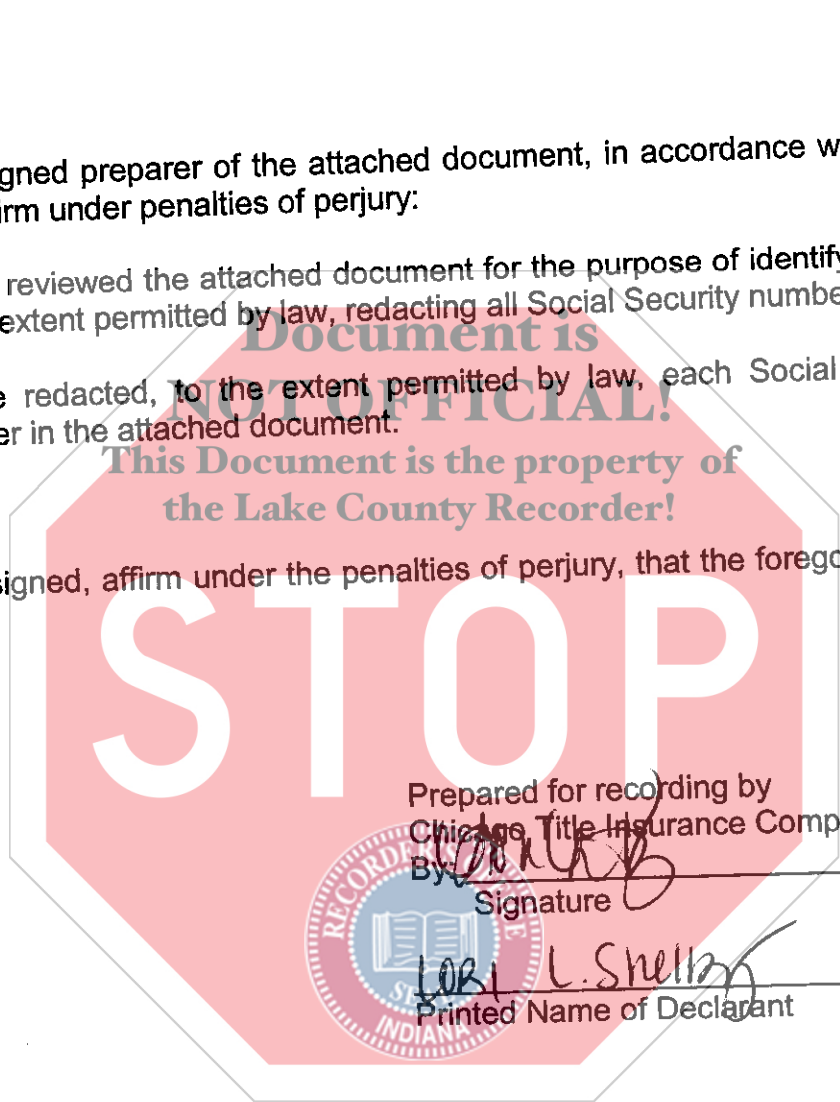 gned preparer of the attached document, in accordance w
irm under penalties of perjury:
reviewed the attached document for the purpose of identify
extent permitted by law, redacting all Social Security numbe
Document is
e redacted, to the extent permitted by law, each Social
NOT OFFICIAL!
er in the attached document.
This Document is the property of
the Lake County Recorder!
signed, affirm under the penalties of perjury, that the forego
STOP
Prepared for recording by
Chicago Title Insurance Comp
By
Signature
RECORDER'S OFFICE
LORI L. Shelby
SEAL
Printed Name of Declarant
INDIANA